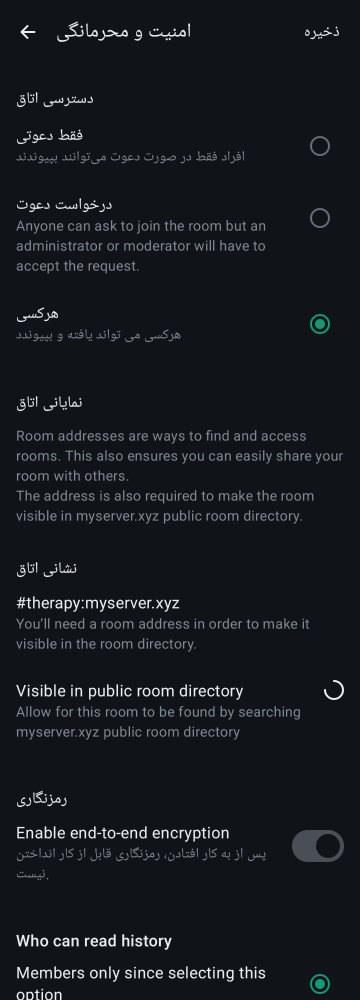 امنیت و محرمانگی
ذخیره
دسترسی اتاق
فقط دعوتی
افراد فقط در صورت دعوت می‌توانند بپیوندند
درخواست دعوت
Anyone can ask to join the room but an
administrator or moderator will have to
accept the request.
هرکسی
هرکسی می تواند یافته و بپیوندد
نمایانی اتاق
Room addresses are ways to find and access
rooms. This also ensures you can easily share your
room with others.
The address is also required to make the room
visible in myserver.xyz public room directory.
نشانی اتاق
#therapy:myserver.xyz
You’ll need a room address in order to make it
visible in the room directory.
Visible in public room directory
Allow for this room to be found by searching
myserver.xyz public room directory
رمزنگاری
Enable end-to-end encryption
پس از به کار افتادن، رمزنگاری قابل از کار انداختن
نیست.
Who can read history
Members only since selecting this
option